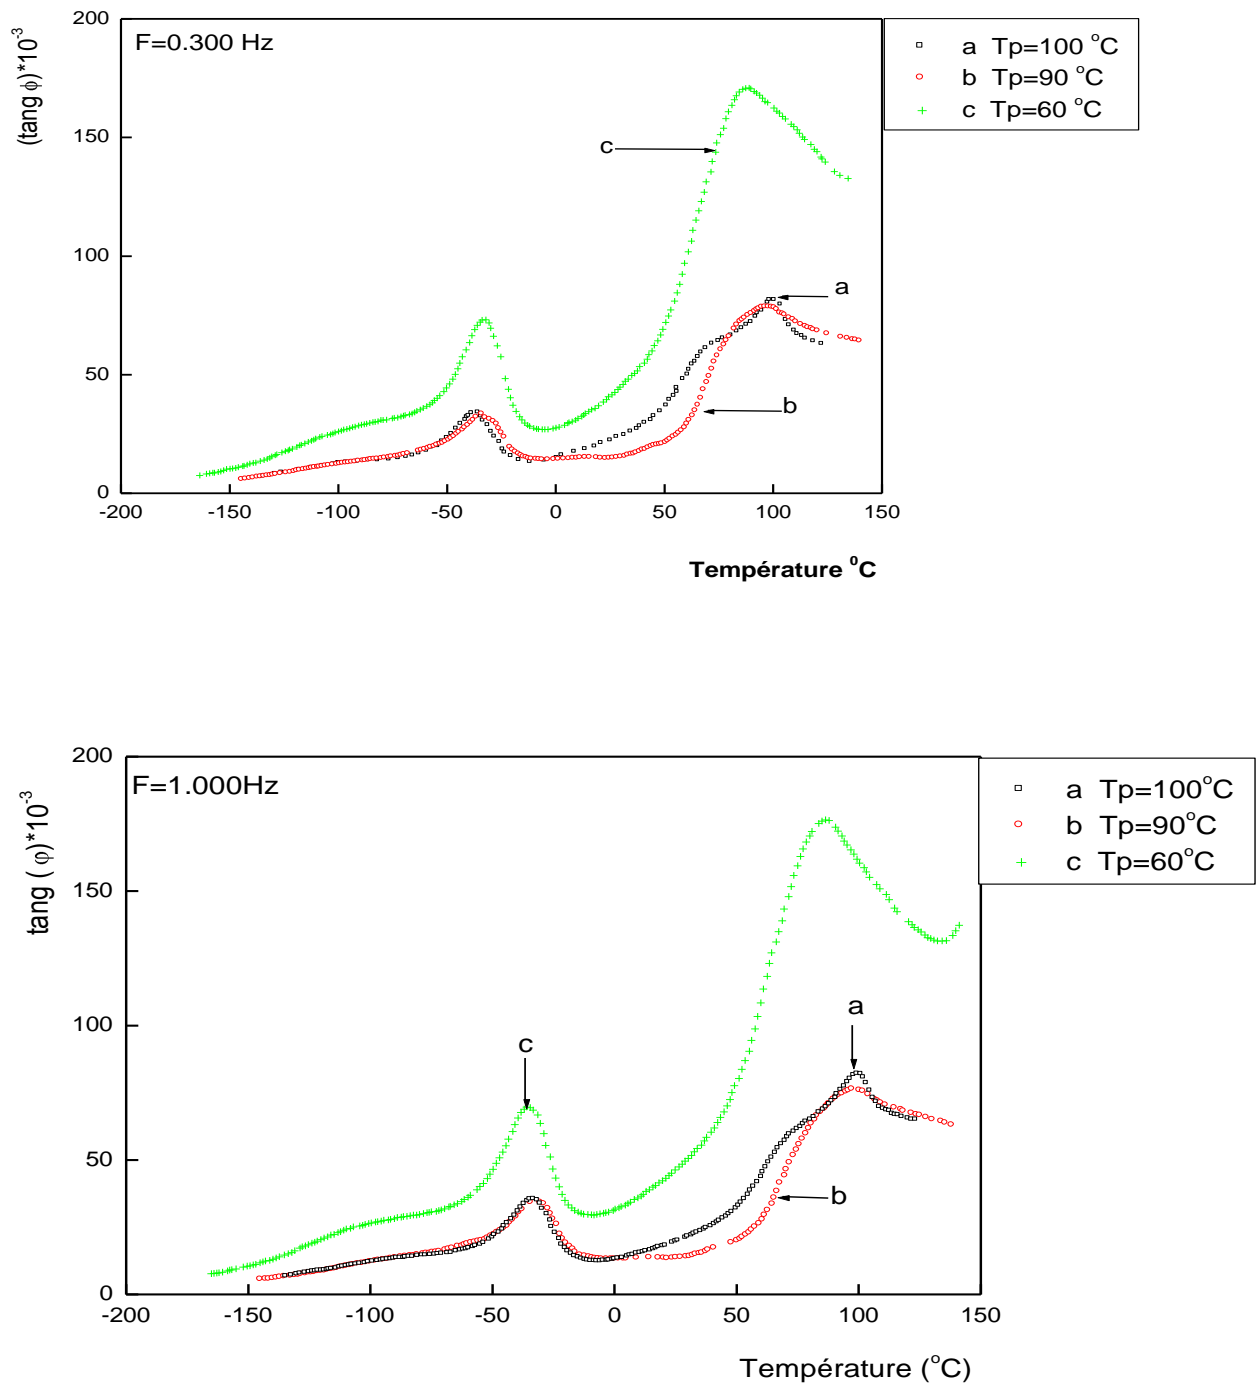 200
150
100
50
0
(tang ϕ)*10⁻³
F=0.300 Hz
a Tp=100 °C
b Tp=90 °C
c Tp=60 °C
c
a
b
-200 -150 -100 -50 0 50 100 150
Température ⁰C
200
150
100
50
0
tang ( φ)*10⁻³
F=1.000Hz
a Tp=100°C
b Tp=90°C
c Tp=60°C
a
c
b
-200 -150 -100 -50 0 50 100 150
Température (°C)